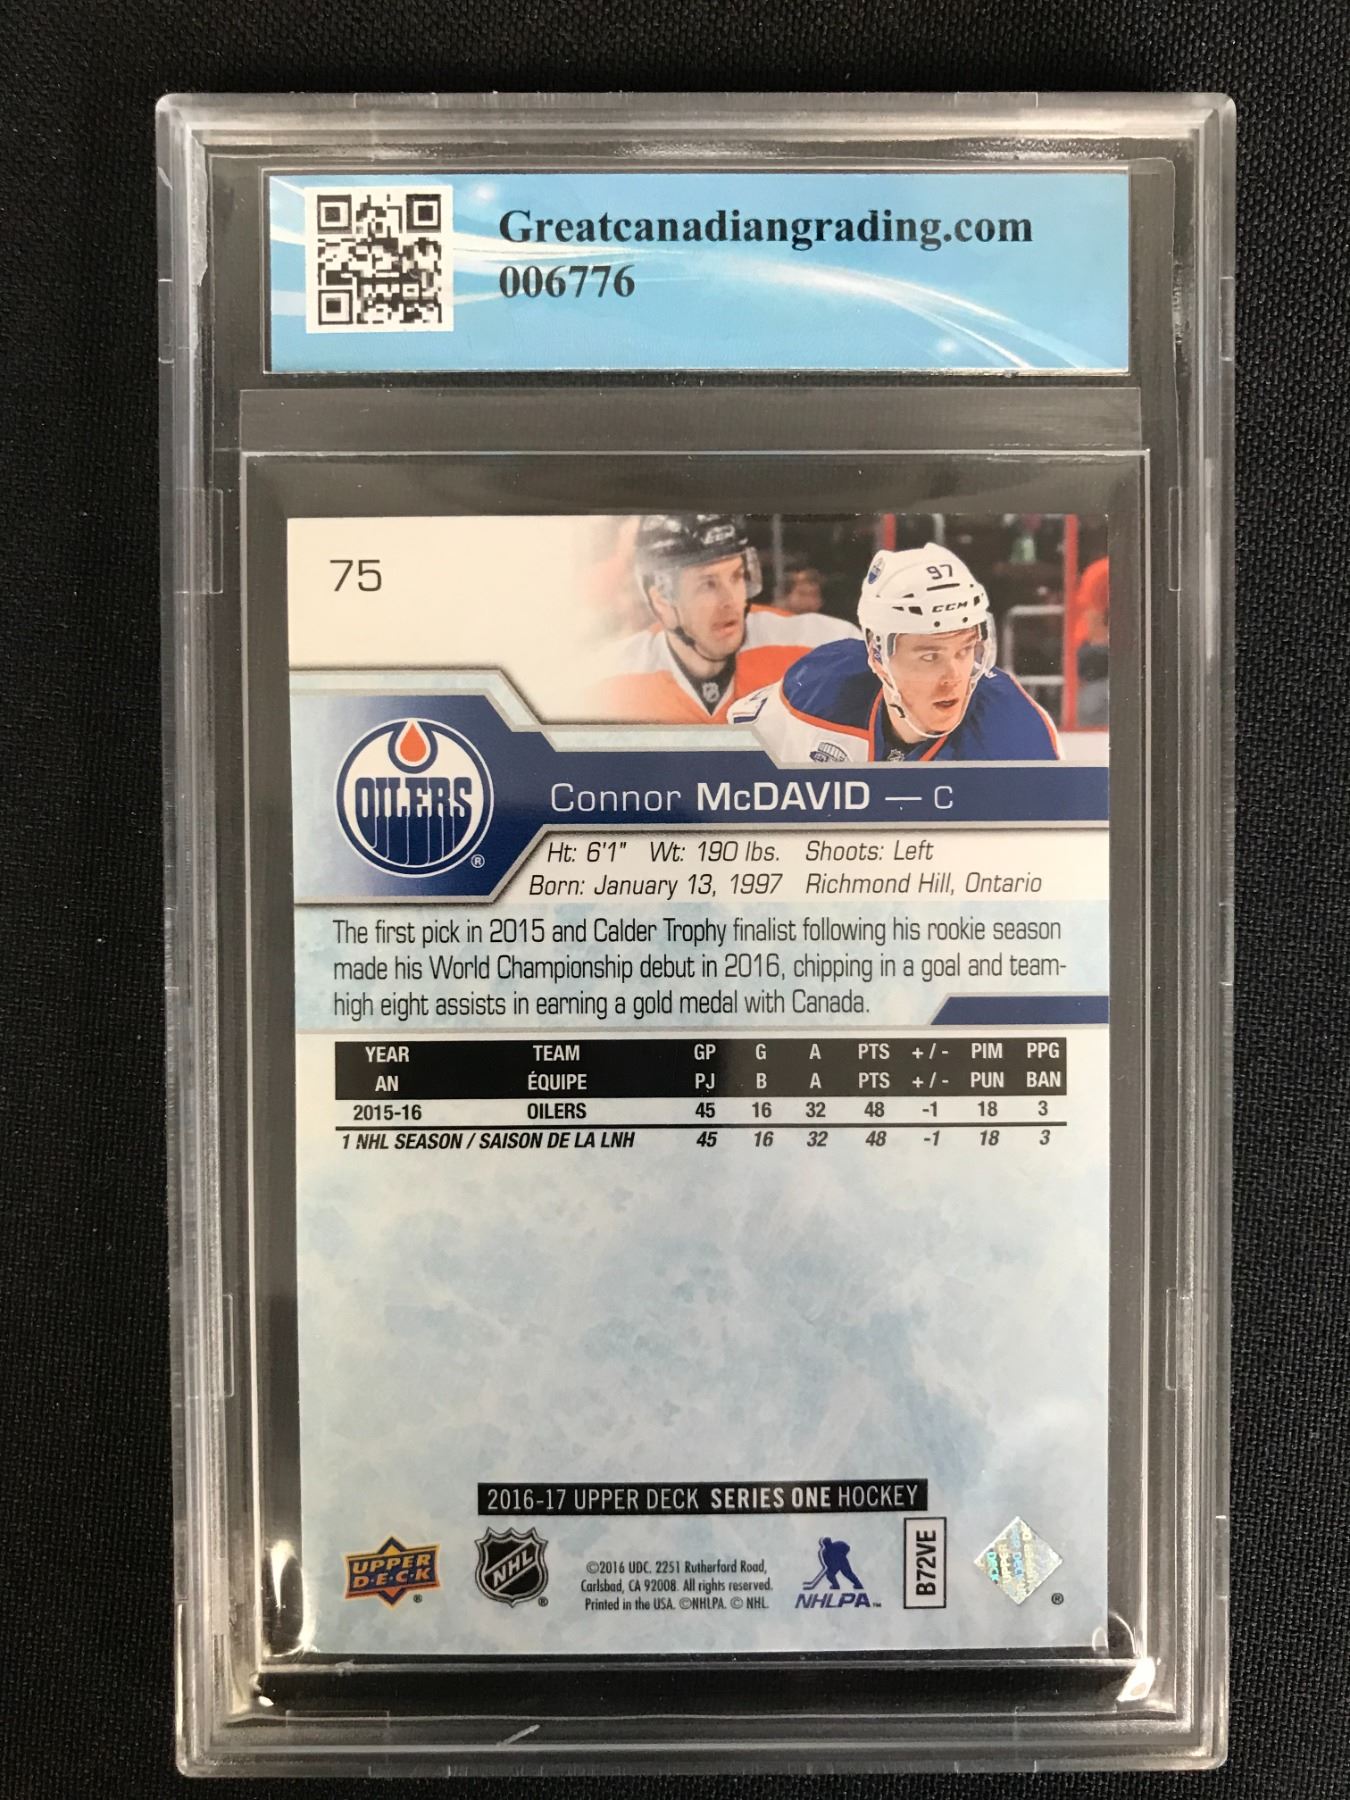 Greatcanadiangrading.com
006776
75
97
CCM
OILERS
®
Connor McDAVID — C
Ht: 6'1" Wt: 190 lbs. Shoots: Left
Born: January 13, 1997 Richmond Hill, Ontario
The first pick in 2015 and Calder Trophy finalist following his rookie season
made his World Championship debut in 2016, chipping in a goal and team-
high eight assists in earning a gold medal with Canada.
YEAR TEAM GP G A PTS +/- PIM PPG
AN ÉQUIPE PJ B A PTS +/- PUN BAN
2015-16 OILERS 45 16 32 48 -1 18 3
1 NHL SEASON / SAISON DE LA LNH 45 16 32 48 -1 18 3
2016-17 UPPER DECK SERIES ONE HOCKEY
UPPER
D·E·C·K
®
NHL
®
©2016 UDC. 2251 Rutherford Road,
Carlsbad, CA 92008. All rights reserved.
Printed in the USA. ©NHLPA. © NHL.
NHLPA™
B72VE
®